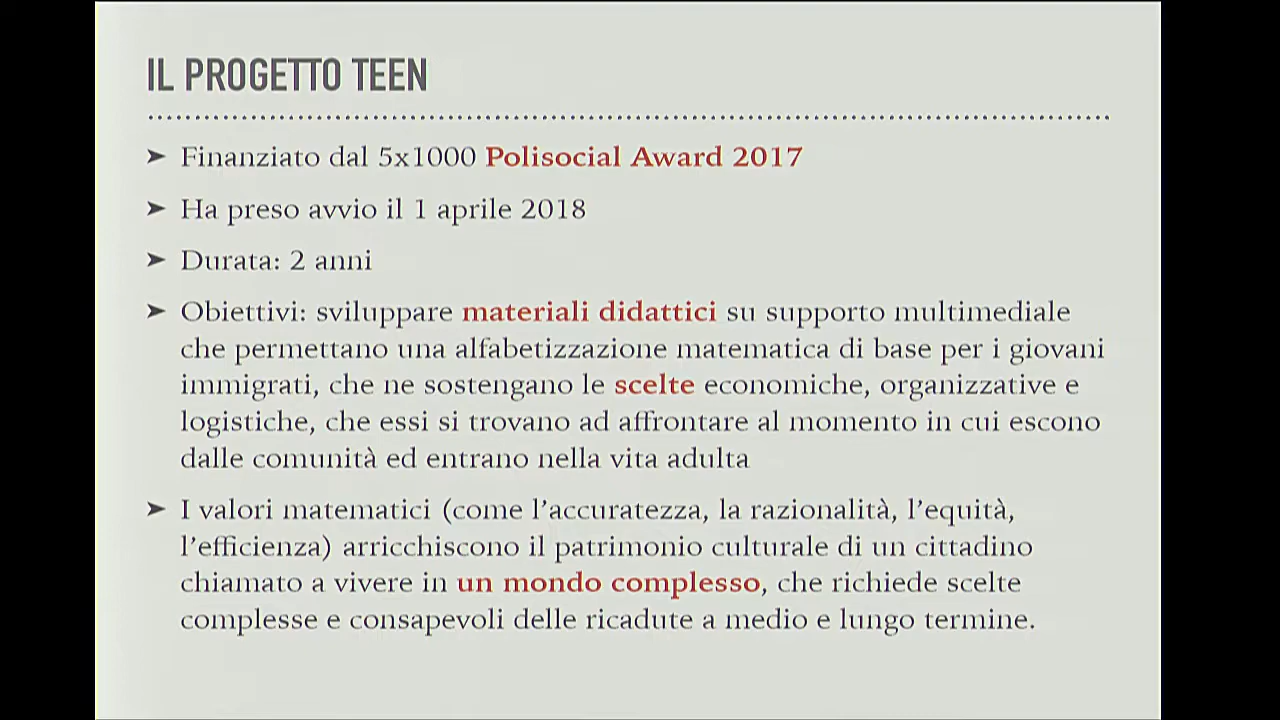 IL PROGETTO TEEN
➤ Finanziato dal 5x1000 Polisocial Award 2017
➤ Ha preso avvio il 1 aprile 2018
➤ Durata: 2 anni
➤ Obiettivi: sviluppare materiali didattici su supporto multimediale
che permettano una alfabetizzazione matematica di base per i giovani
immigrati, che ne sostengano le scelte economiche, organizzative e
logistiche, che essi si trovano ad affrontare al momento in cui escono
dalle comunità ed entrano nella vita adulta
➤ I valori matematici (come l’accuratezza, la razionalità, l’equità,
l’efficienza) arricchiscono il patrimonio culturale di un cittadino
chiamato a vivere in un mondo complesso, che richiede scelte
complesse e consapevoli delle ricadute a medio e lungo termine.